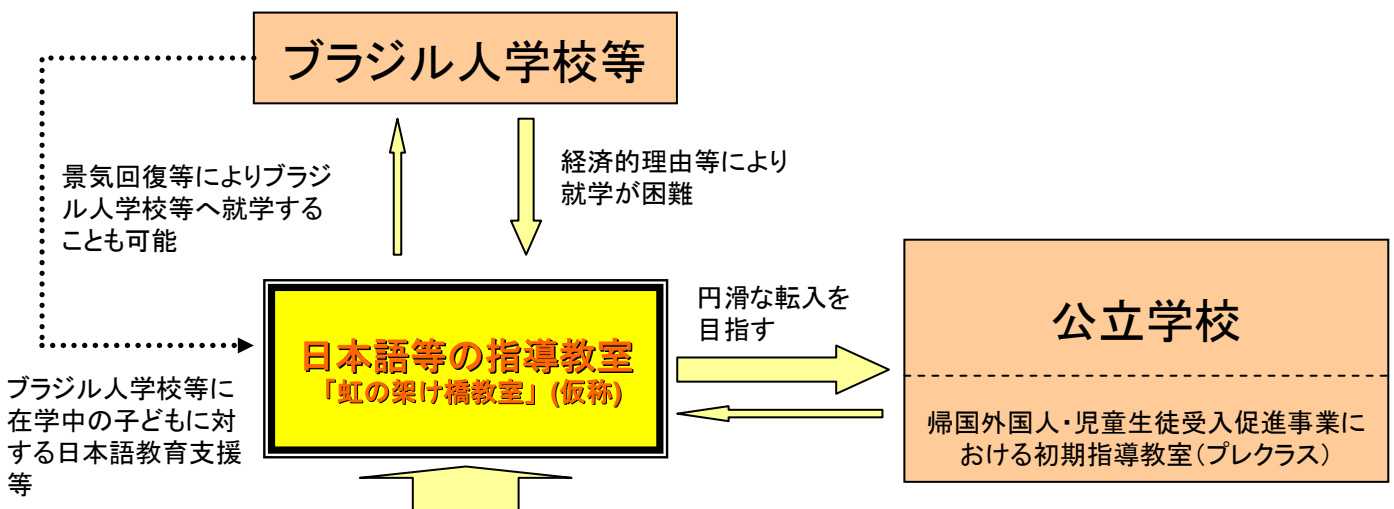 ブラジル人学校等
景気回復等によりブラジ
ル人学校等へ就学する
ことも可能
経済的理由等により
就学が困難
円滑な転入を
目指す
公立学校
日本語等の指導教室
「虹の架け橋教室」(仮称)
ブラジル人学校等に
在学中の子どもに対
する日本語教育支援
等
帰国外国人・児童生徒受入促進事業に
おける初期指導教室(プレクラス)